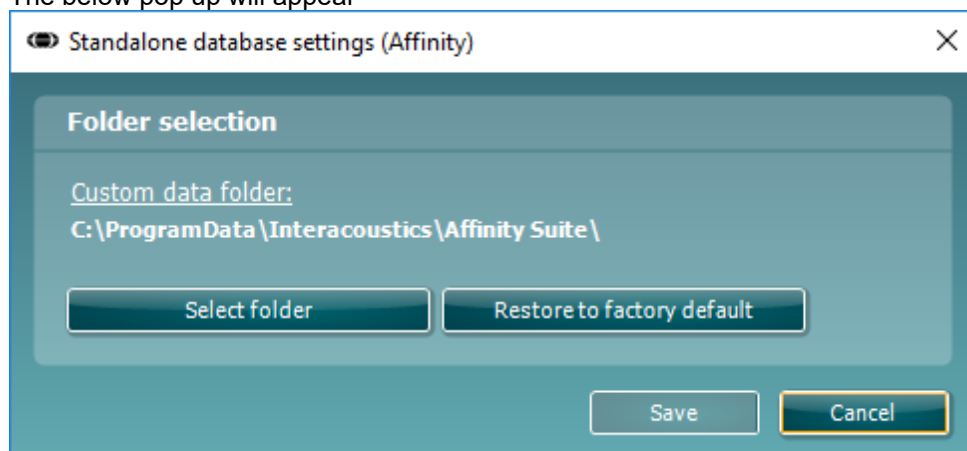 The below pop up will appear
Standalone database settings (Affinity)
Folder selection
Custom data folder:
C:\ProgramData\Interacoustics\Affinity Suite\
Select folder
Restore to factory default
Save
Cancel